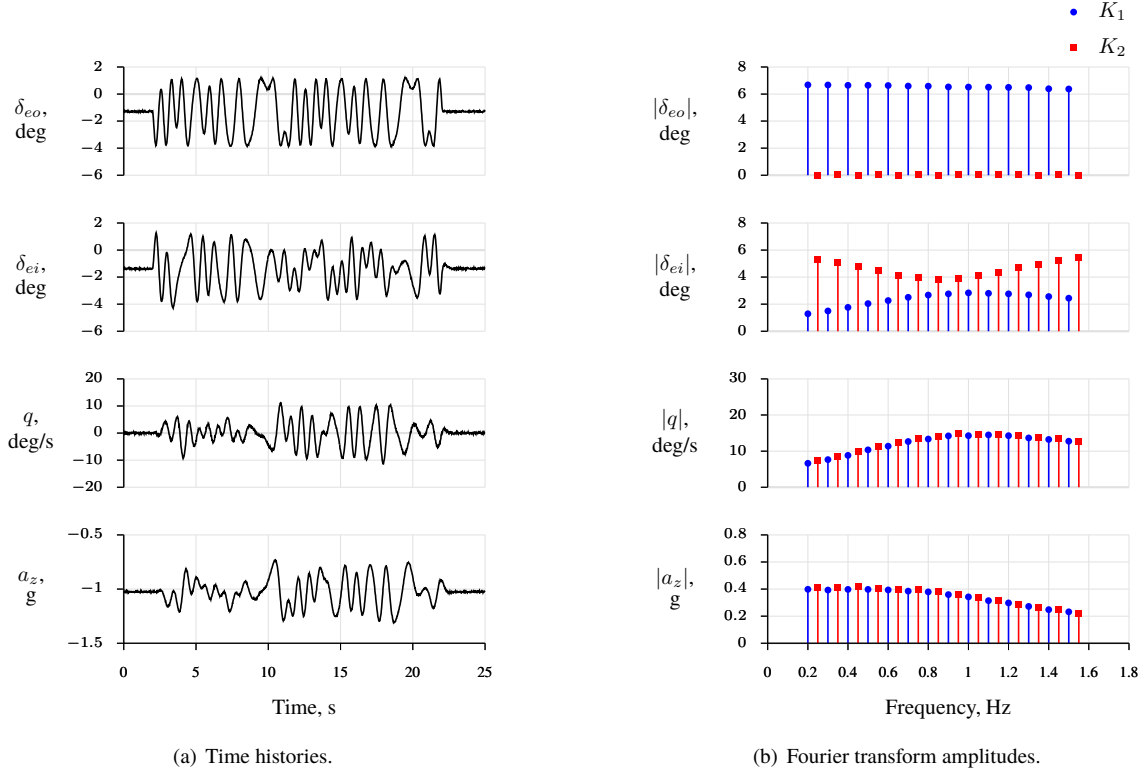 K₁
K₂
δₑₒ,
deg
2
0
−2
−4
−6
δₑᵢ,
deg
2
0
−2
−4
−6
q,
deg/s
20
10
0
−10
−20
a_z,
g
−0.5
−1
−1.5
0 5 10 15 20 25
Time, s
(a) Time histories.
|δₑₒ|,
deg
8
6
4
2
0
|δₑᵢ|,
deg
8
6
4
2
0
|q|,
deg/s
30
20
10
0
|a_z|,
g
0.8
0.6
0.4
0.2
0
0 0.2 0.4 0.6 0.8 1 1.2 1.4 1.6 1.8
Frequency, Hz
(b) Fourier transform amplitudes.